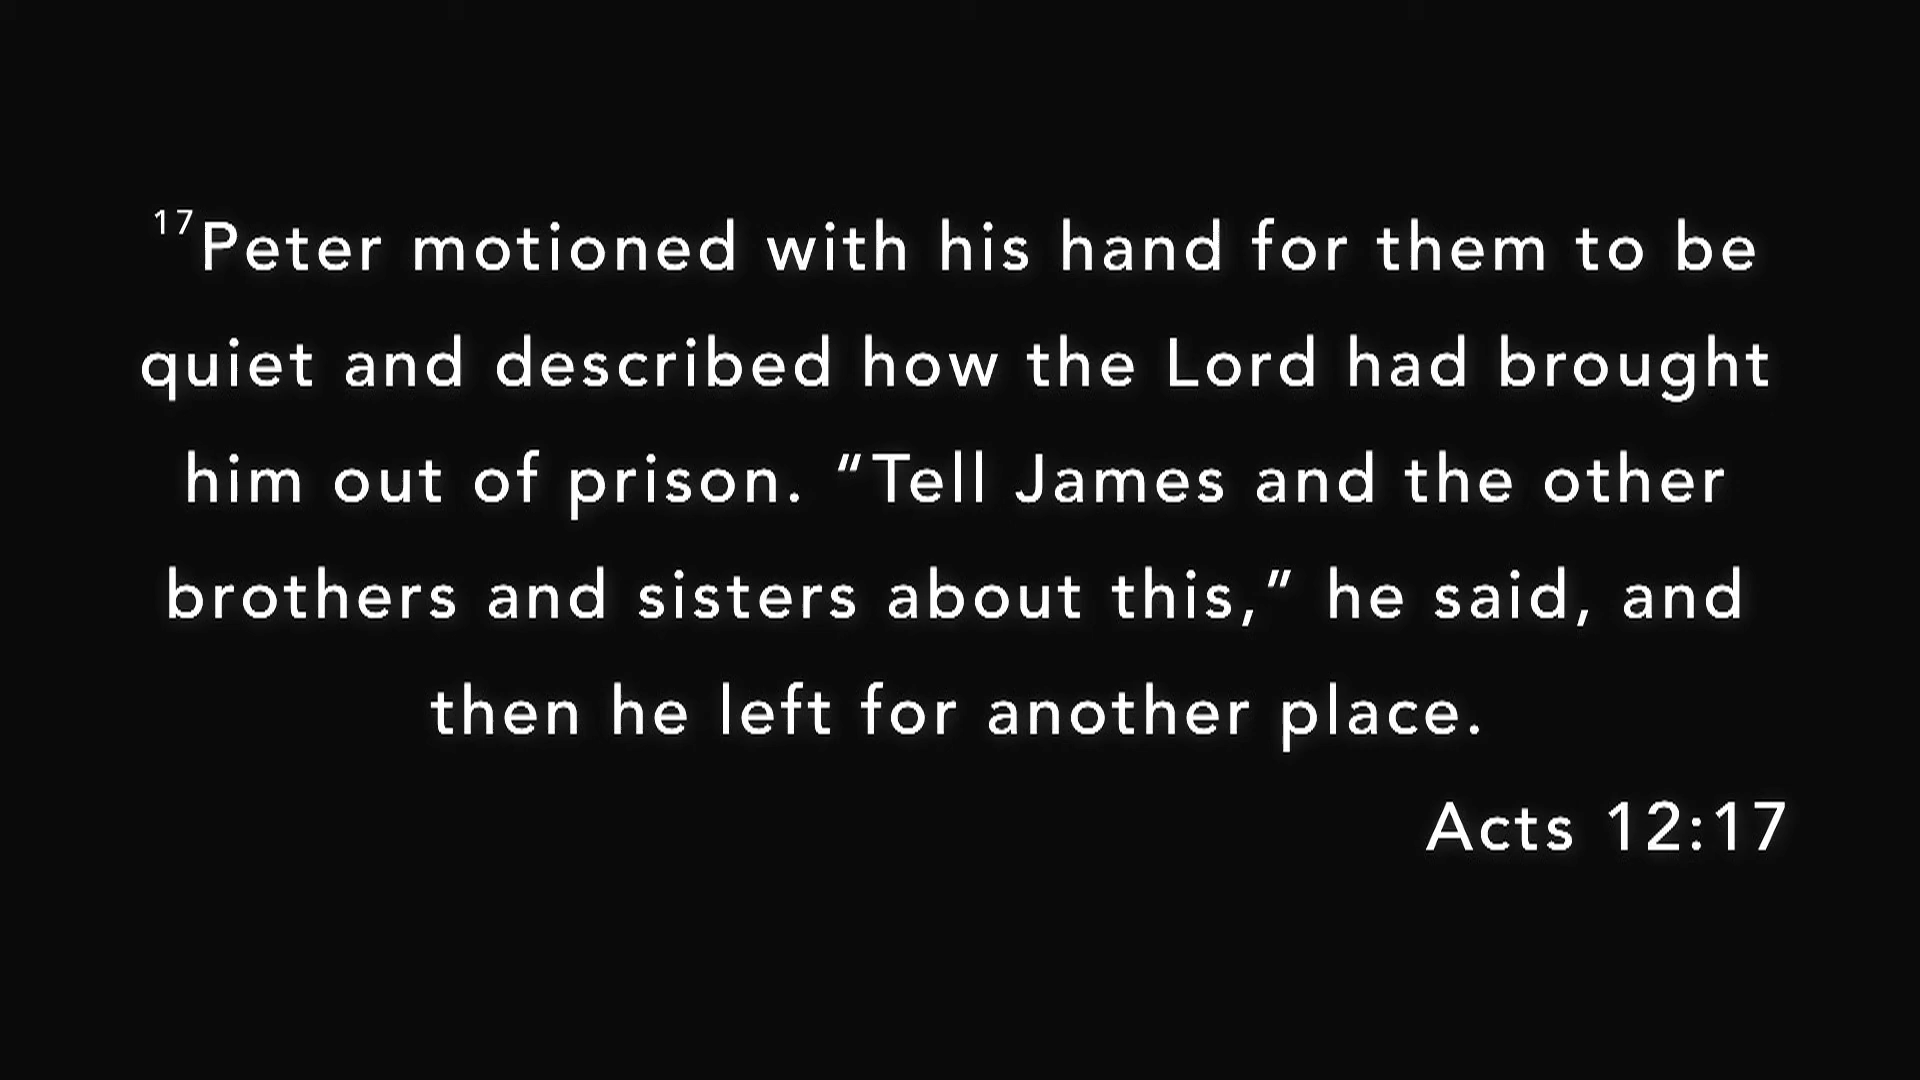 17Peter motioned with his hand for them to be
quiet and described how the Lord had brought
him out of prison. “Tell James and the other
brothers and sisters about this,” he said, and
then he left for another place.
Acts 12:17